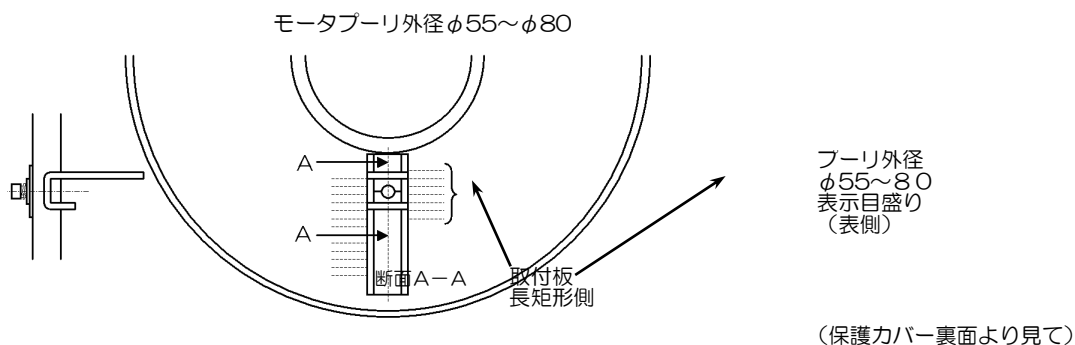 モータプーリ外径φ55～φ80
A
A
断面A－A
取付板
長矩形側
プーリ外径
φ55～８０
表示目盛り
（表側）
（保護カバー裏面より見て）